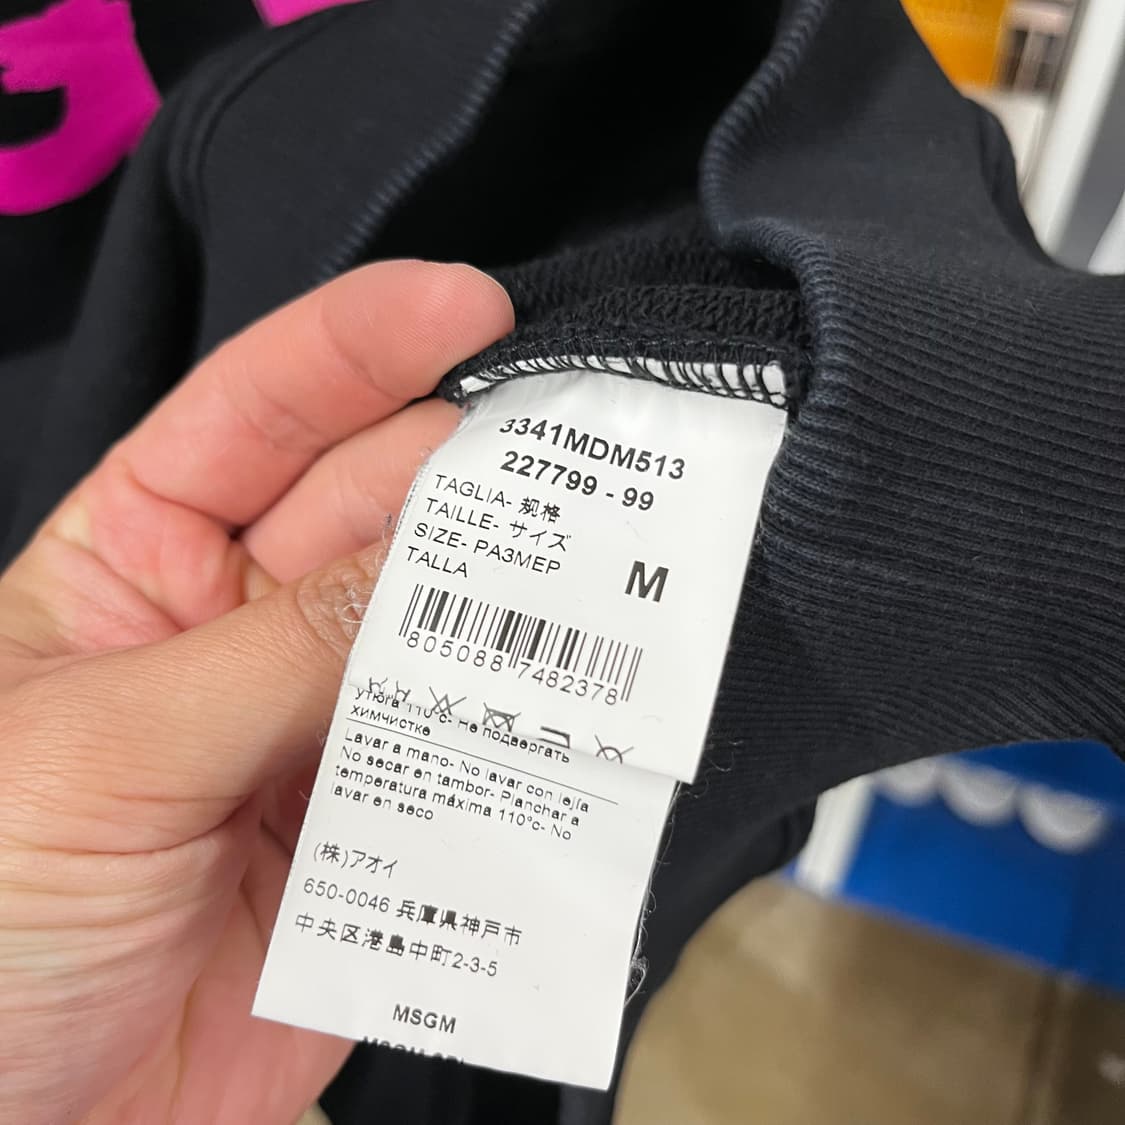 3341MDM513
227799 - 99
TAGLIA- 规格
TAILLE- サイズ
SIZE- РАЗМЕР
TALLA
M
805088 7482378
утюга 110°с- Не подвергать
химчистке
Lavar a mano- No lavar con lejía
No secar en tambor- Planchar a
temperatura máxima 110°c- No
lavar en seco
(株)アオイ
650-0046 兵庫県神戸市
中央区港島中町2-3-5
MSGM